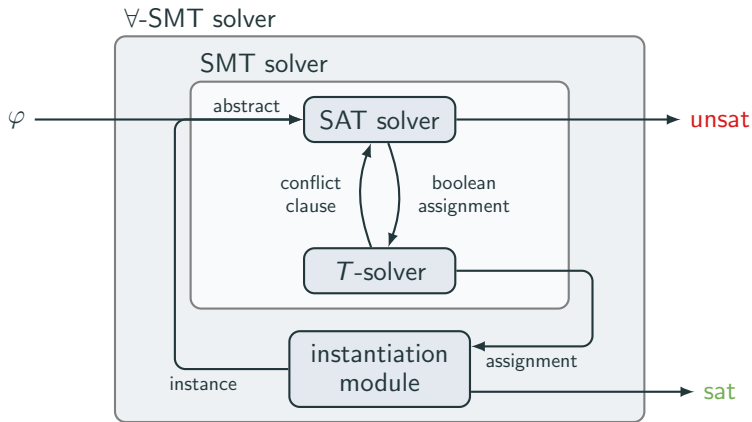 ∀-SMT solver
SMT solver
φ
abstract
SAT solver
unsat
conflict
clause
boolean
assignment
T-solver
instantiation
module
assignment
instance
sat